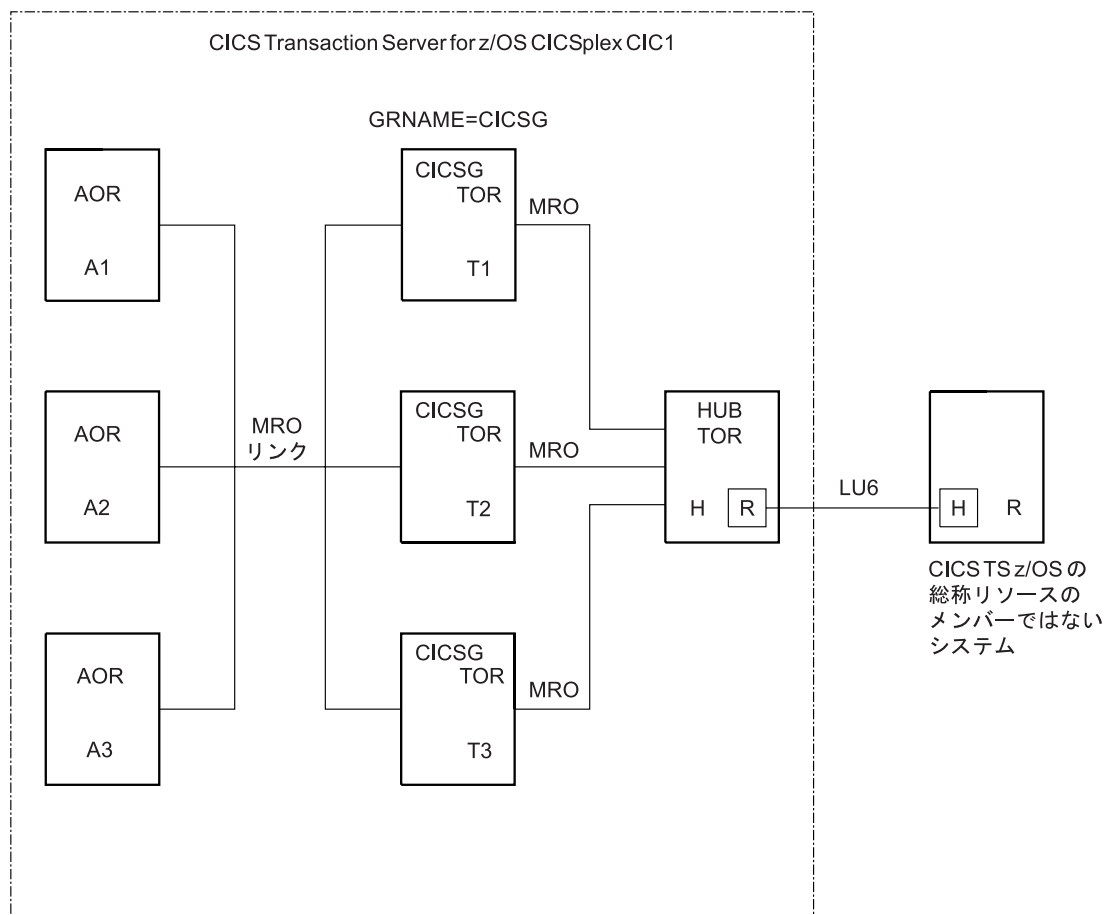 CICS Transaction Server for z/OS CICSplex CIC1
GRNAME=CICSG
AOR
A1
CICSG
TOR
T1
MRO
AOR
A2
MRO
リンク
CICSG
TOR
T2
MRO
HUB
TOR
H
R
LU6
H
R
CICS TS z/OS の
総称リソースの
メンバーではない
システム
AOR
A3
CICSG
TOR
T3
MRO